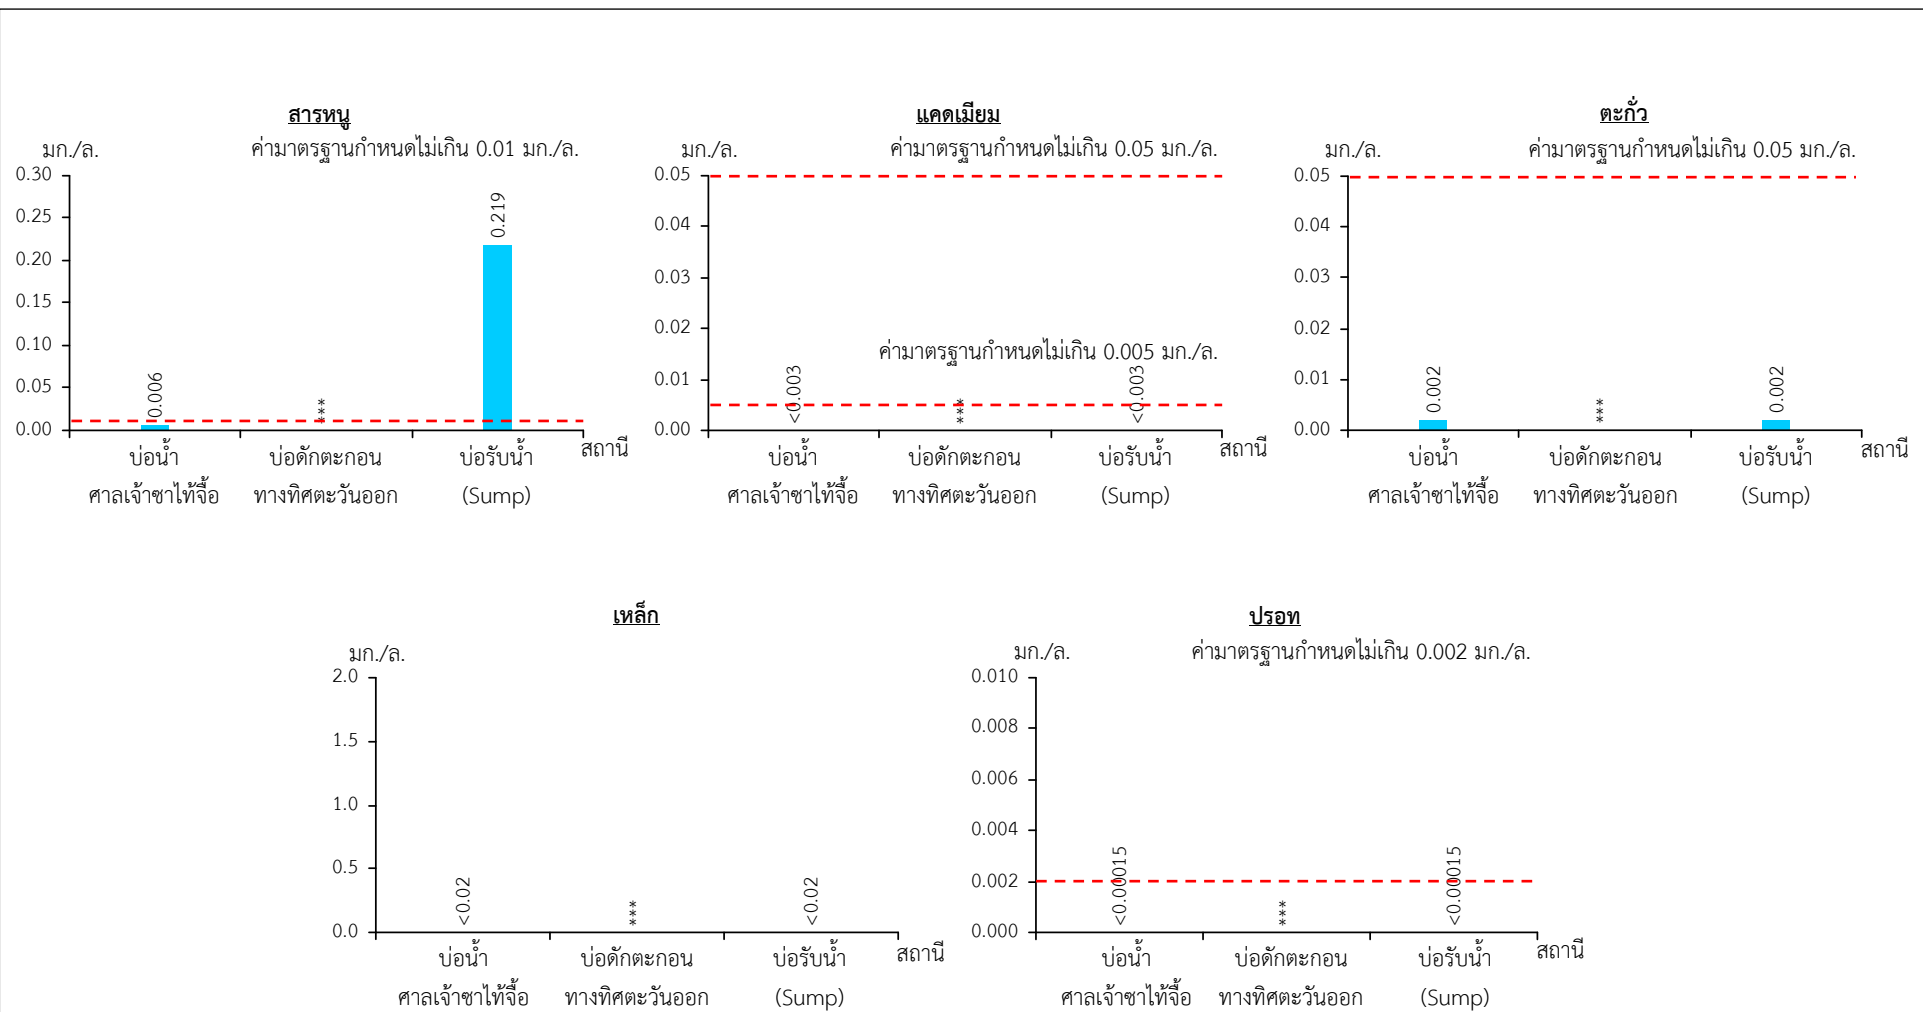 สารหนู
มก./ล. ค่ามาตรฐานกำหนดไม่เกิน 0.01 มก./ล.
0.30
0.25
0.20
0.15
0.10
0.05
0.00
0.006
***
0.219
สถานี
บ่อน้ำ บ่อดักตะกอน บ่อรับน้ำ
ศาลเจ้าซาไท้จื้อ ทางทิศตะวันออก (Sump)
แคดเมียม
มก./ล. ค่ามาตรฐานกำหนดไม่เกิน 0.05 มก./ล.
0.05
0.04
0.03
0.02
0.01
0.00
ค่ามาตรฐานกำหนดไม่เกิน 0.005 มก./ล.
<0.003
***
<0.003
สถานี
บ่อน้ำ บ่อดักตะกอน บ่อรับน้ำ
ศาลเจ้าซาไท้จื้อ ทางทิศตะวันออก (Sump)
ตะกั่ว
มก./ล. ค่ามาตรฐานกำหนดไม่เกิน 0.05 มก./ล.
0.05
0.04
0.03
0.02
0.01
0.00
0.002
***
0.002
สถานี
บ่อน้ำ บ่อดักตะกอน บ่อรับน้ำ
ศาลเจ้าซาไท้จื้อ ทางทิศตะวันออก (Sump)
เหล็ก
มก./ล.
2.0
1.5
1.0
0.5
0.0
<0.02
***
<0.02
สถานี
บ่อน้ำ บ่อดักตะกอน บ่อรับน้ำ
ศาลเจ้าซาไท้จื้อ ทางทิศตะวันออก (Sump)
ปรอท
มก./ล. ค่ามาตรฐานกำหนดไม่เกิน 0.002 มก./ล.
0.010
0.008
0.006
0.004
0.002
0.000
<0.00015
***
<0.00015
สถานี
บ่อน้ำ บ่อดักตะกอน บ่อรับน้ำ
ศาลเจ้าซาไท้จื้อ ทางทิศตะวันออก (Sump)